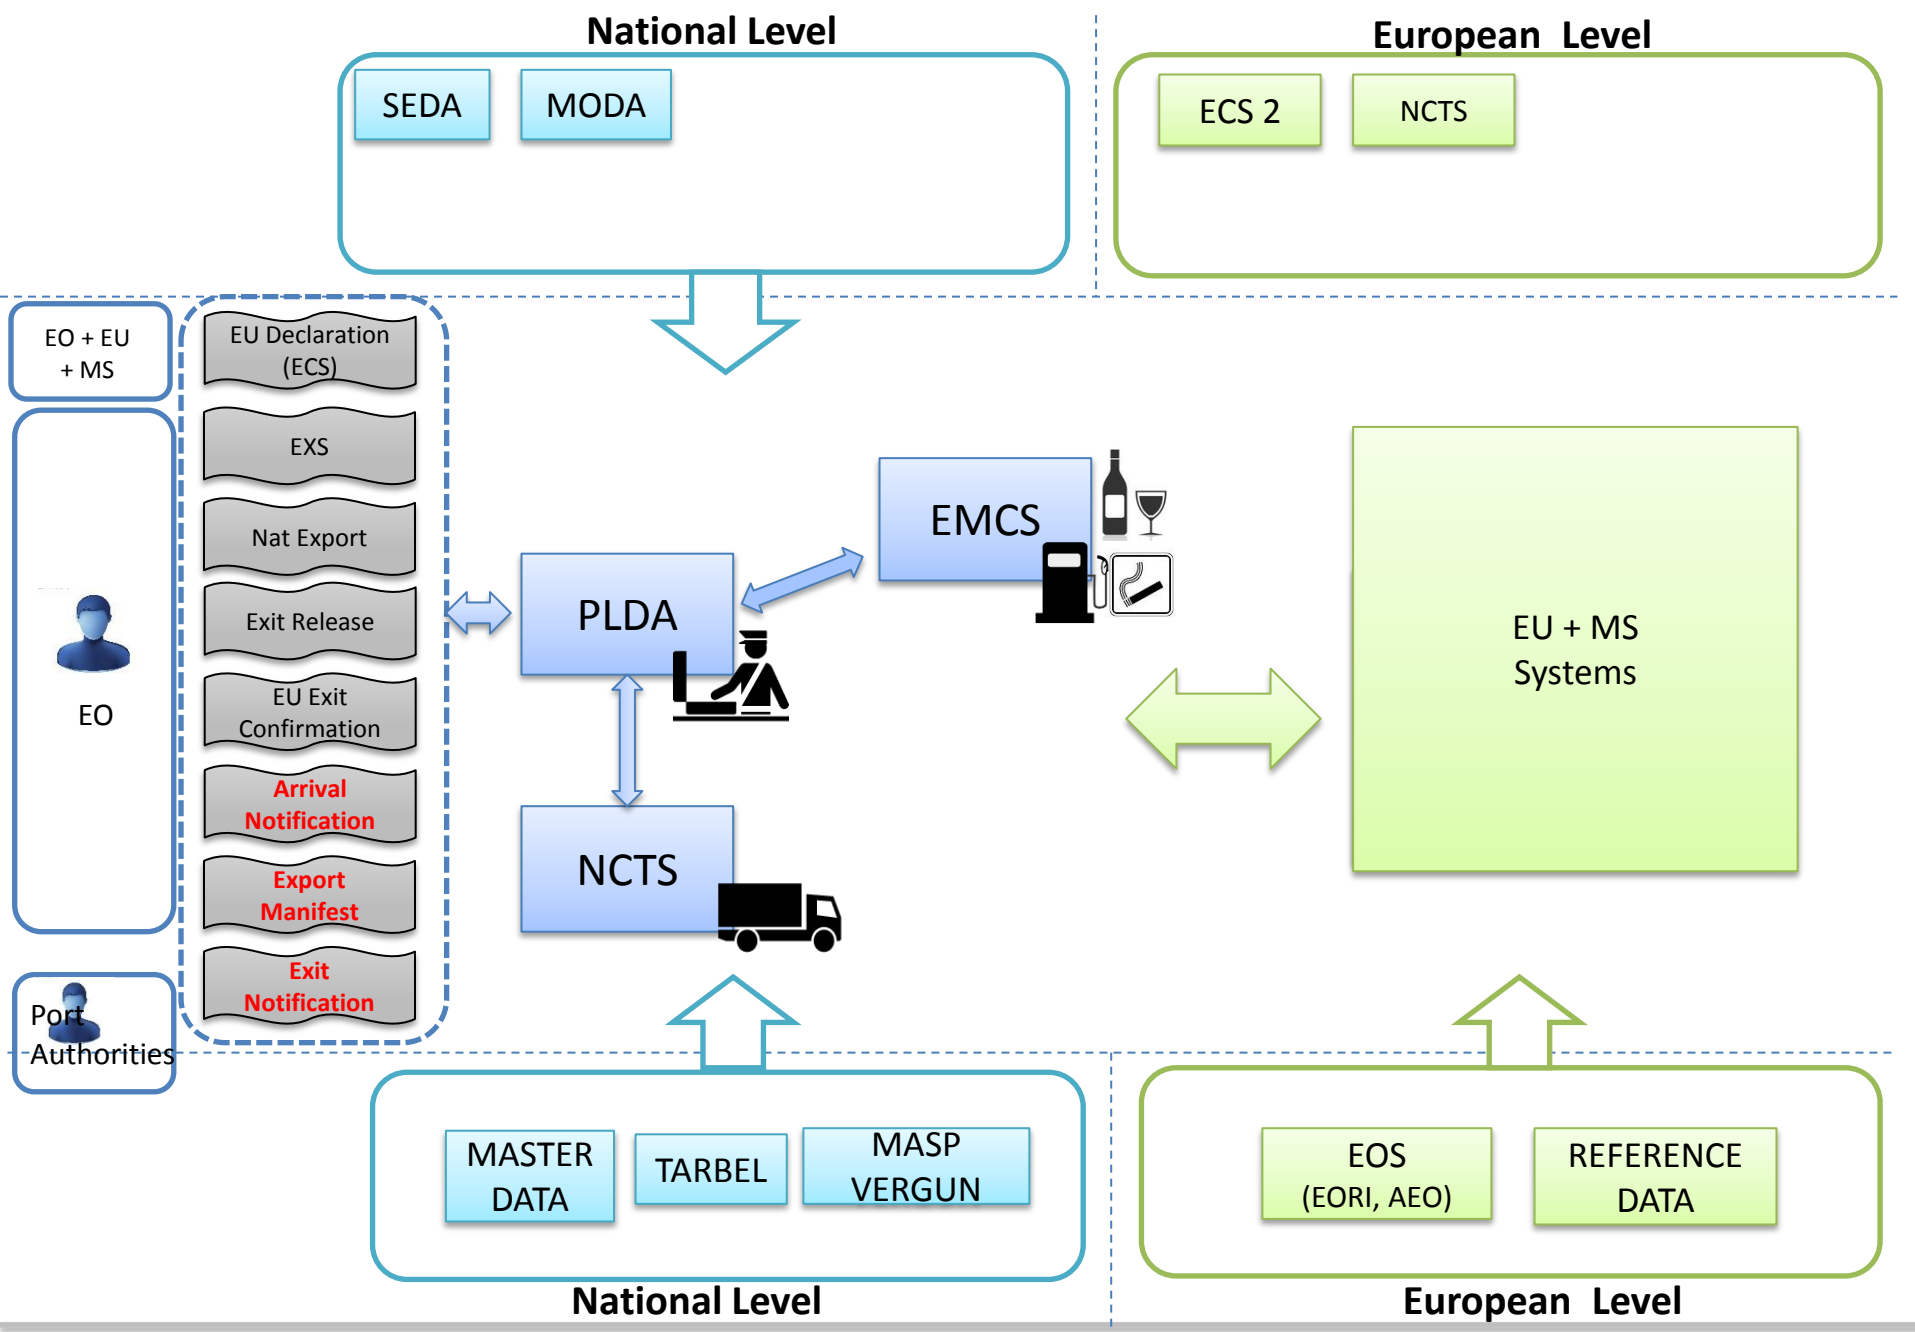 National Level
European Level
SEDA
MODA
ECS 2
NCTS
EO + EU
+ MS
EU Declaration
(ECS)
EXS
Nat Export
Exit Release
EU Exit
Confirmation
Arrival
Notification
Export
Manifest
Exit
Notification
EO
Port
Authorities
PLDA
EMCS
NCTS
EU + MS
Systems
MASTER
DATA
TARBEL
MASP
VERGUN
EOS
(EORI, AEO)
REFERENCE
DATA
National Level
European Level